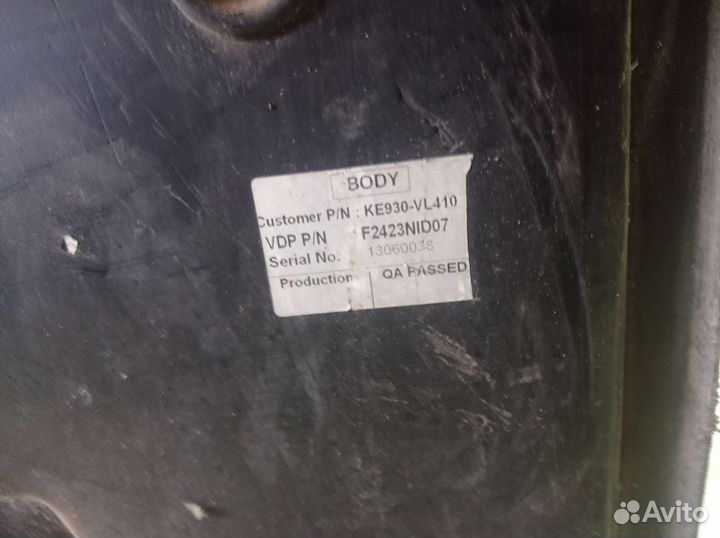 BODY
Customer P/N : KE930-VL410
VDP P/N : F2423NID07
Serial No. 13060038
Production QA PASSED
Avito